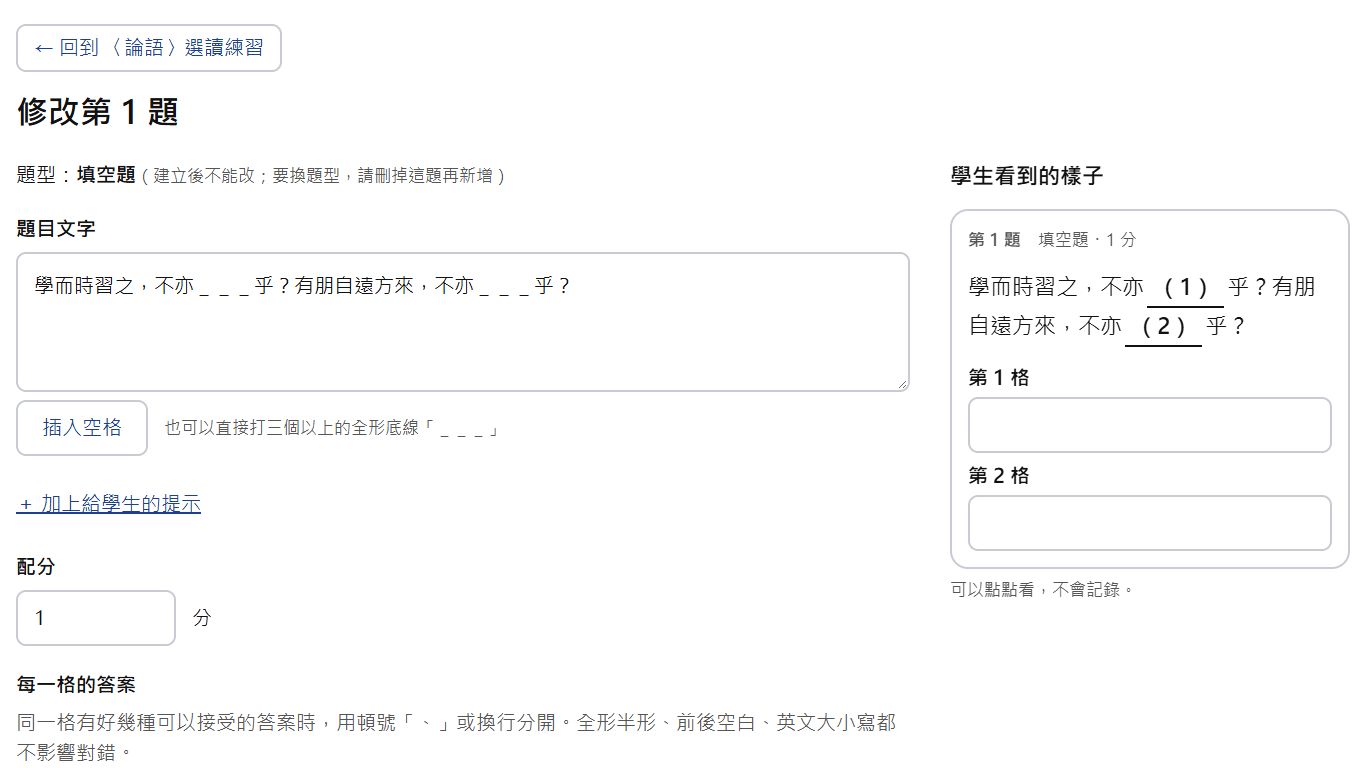 ← 回到〈論語〉選讀練習
修改第 1 題
題型：填空題（建立後不能改；要換題型，請刪掉這題再新增）
題目文字
學而時習之，不亦＿＿＿乎？有朋自遠方來，不亦＿＿＿乎？
插入空格
也可以直接打三個以上的全形底線「＿＿＿」
＋ 加上給學生的提示
配分
1 分
每一格的答案
同一格有好幾種可以接受的答案時，用頓號「、」或換行分開。全形半形、前後空白、英文大小寫都
不影響對錯。
學生看到的樣子
第 1 題 填空題 · 1 分
學而時習之，不亦（1）乎？有朋
自遠方來，不亦（2）乎？
第 1 格
第 2 格
可以點點看，不會記錄。